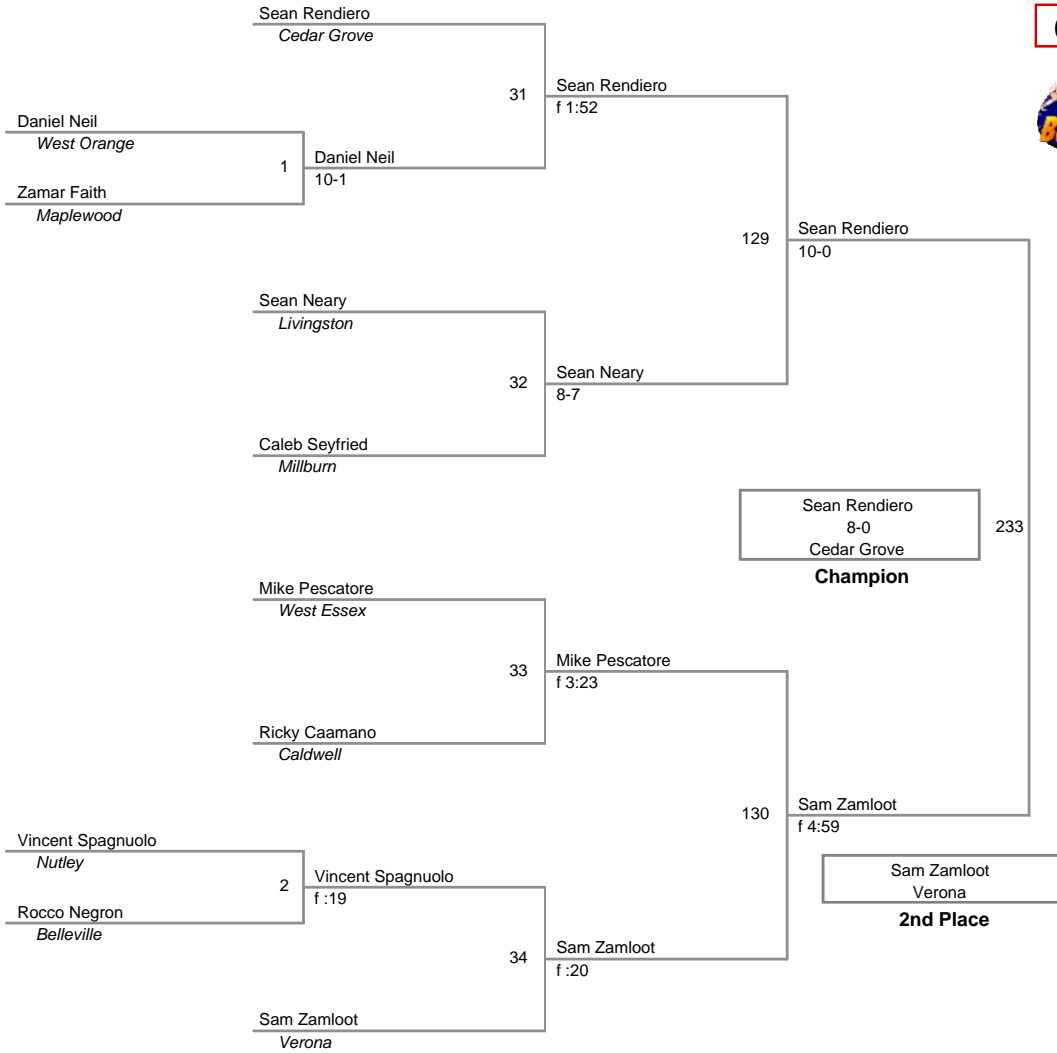 Sean Rendiero
Cedar Grove
31
Sean Rendiero
f 1:52
Daniel Neil
West Orange
1
Daniel Neil
10-1
Zamar Faith
Maplewood
129
Sean Rendiero
10-0
Sean Neary
Livingston
32
Sean Neary
8-7
Caleb Seyfried
Millburn
Sean Rendiero
8-0
Cedar Grove
233
Champion
Mike Pescatore
West Essex
33
Mike Pescatore
f 3:23
Ricky Caamano
Caldwell
130
Sam Zamloot
f 4:59
Vincent Spagnuolo
Nutley
2
Vincent Spagnuolo
f :19
Rocco Negron
Belleville
Sam Zamloot
Verona
2nd Place
34
Sam Zamloot
f :20
Sam Zamloot
Verona